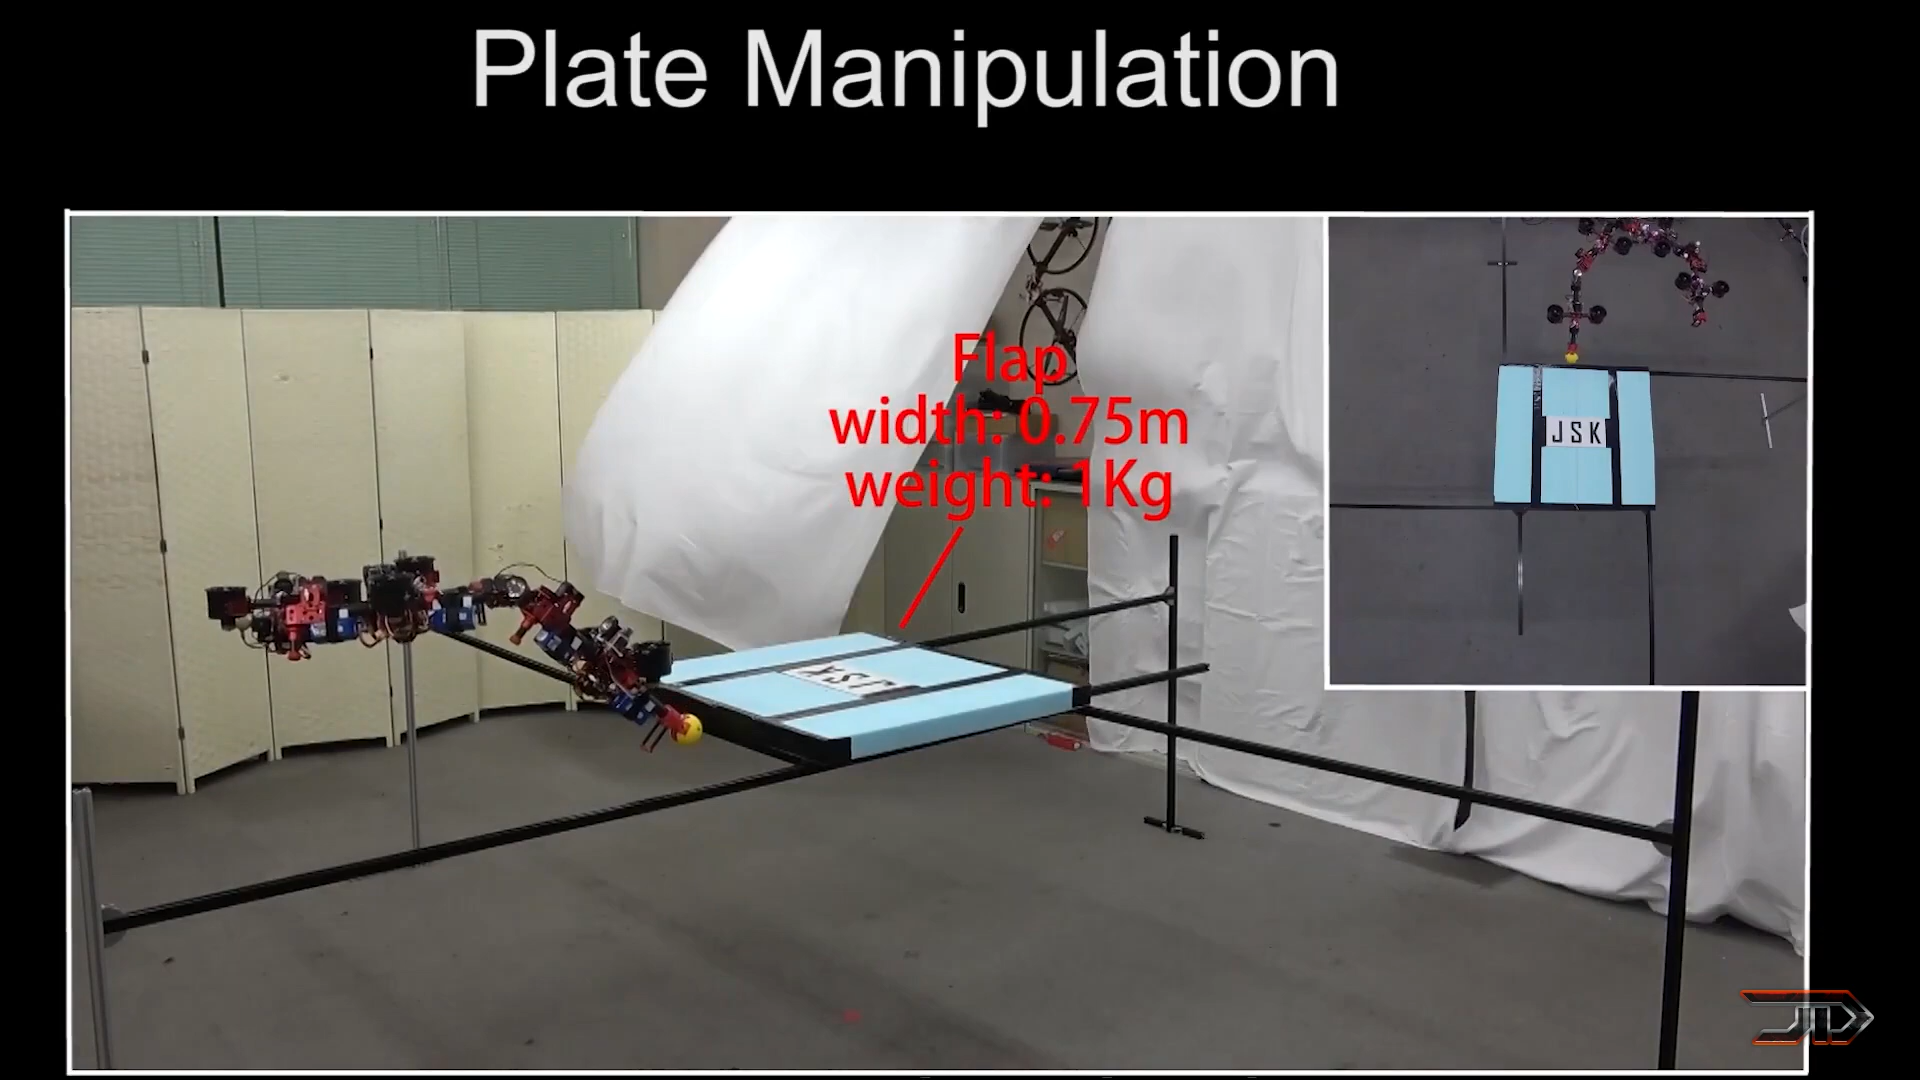 Plate Manipulation
Flap
width: 0.75m
weight: 1Kg
JSK
JSK